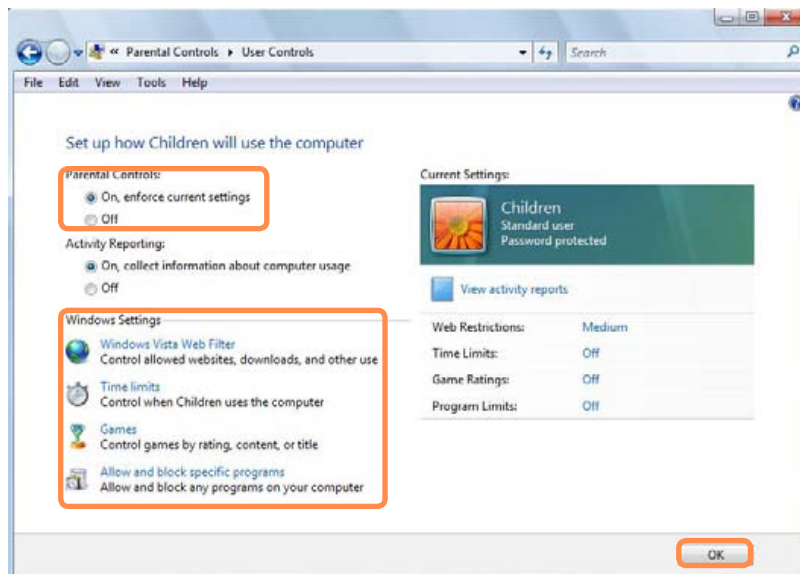 « Parental Controls ▸ User Controls
Search
File Edit View Tools Help
Set up how Children will use the computer
Parental Controls:
On, enforce current settings
Off
Activity Reporting:
On, collect information about computer usage
Off
Windows Settings
Windows Vista Web Filter
Control allowed websites, downloads, and other use
Time limits
Control when Children uses the computer
Games
Control games by rating, content, or title
Allow and block specific programs
Allow and block any programs on your computer
Current Settings:
Children
Standard user
Password protected
View activity reports
Web Restrictions: Medium
Time Limits: Off
Game Ratings: Off
Program Limits: Off
OK